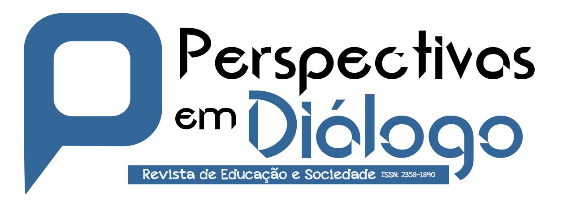 Perspectivas
em Diálogo
Revista de Educação e Sociedade ISSN: 2358-1840